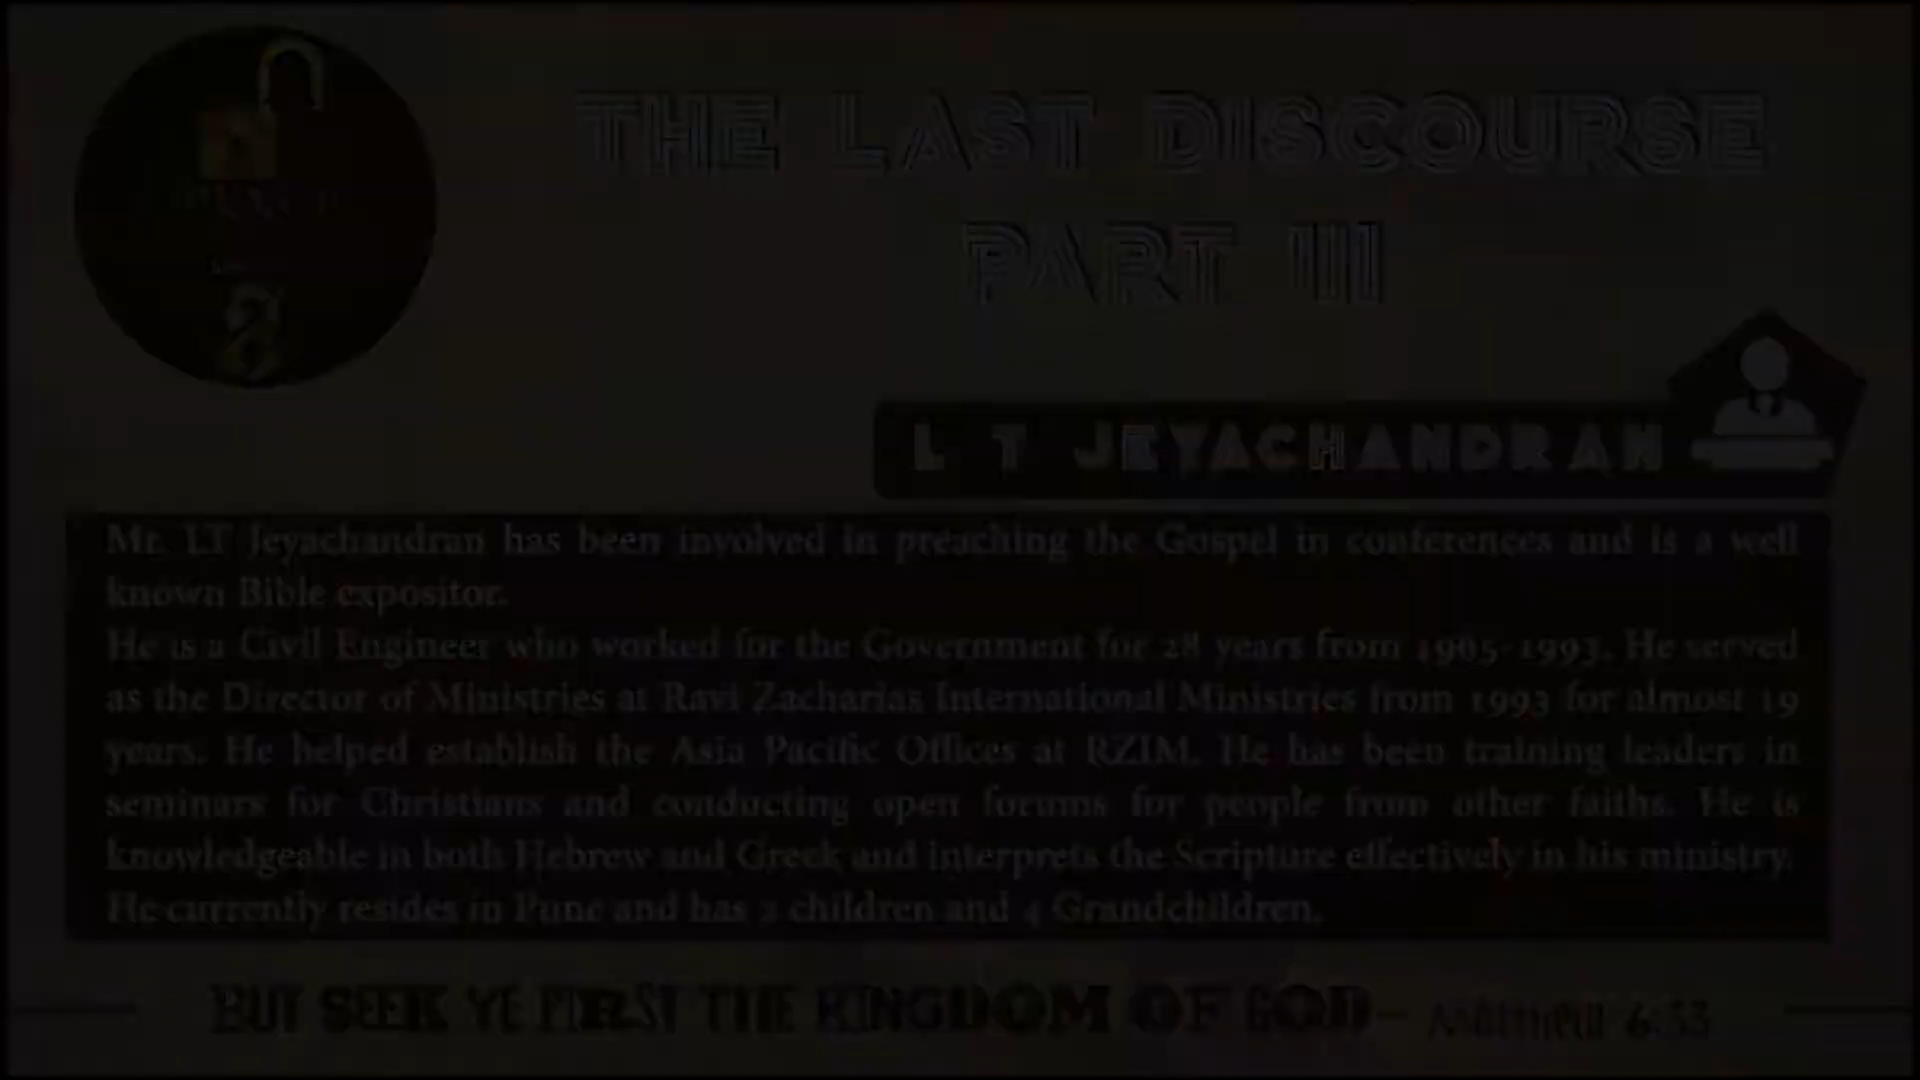 THE LAST DISCOURSE
PART III
L T JEYACHANDRAN
Mr. LT Jeyachandran has been involved in preaching the Gospel in conferences and is a well
known Bible expositor.
He is a Civil Engineer who worked for the Government for 28 years from 1965-1993. He served
as the Director of Ministries at Ravi Zacharias International Ministries from 1993 for almost 19
years. He helped establish the Asia Pacific Offices at RZIM. He has been training leaders in
seminars for Christians and conducting open forums for people from other faiths. He is
knowledgeable in both Hebrew and Greek and interprets the Scripture effectively in his ministry.
He currently resides in Pune and has 2 children and 4 Grandchildren.
BUT SEEK YE FIRST THE KINGDOM OF GOD - Matthew 6:33